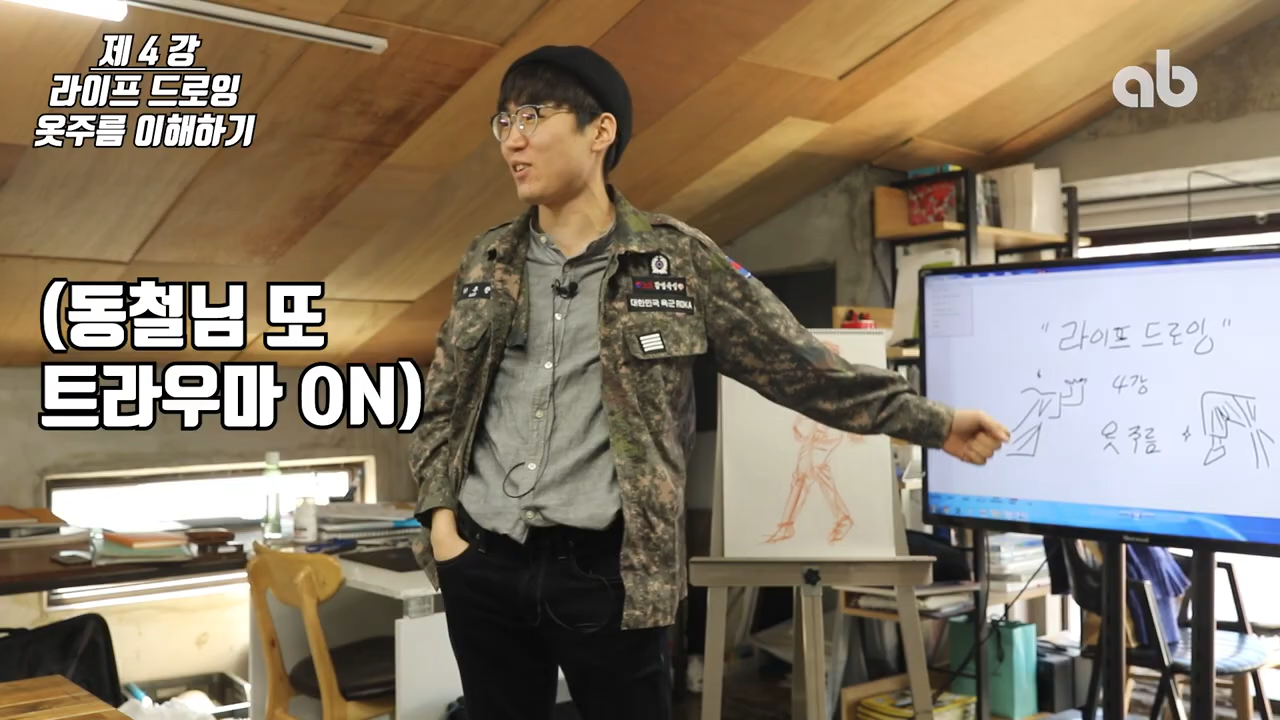 제 4 강
라이프 드로잉
옷주름 이해하기
ab
(동철님 또
트라우마 ON)
대한민국 육군 ROKA
"라이프 드로잉"
4강
옷 주름